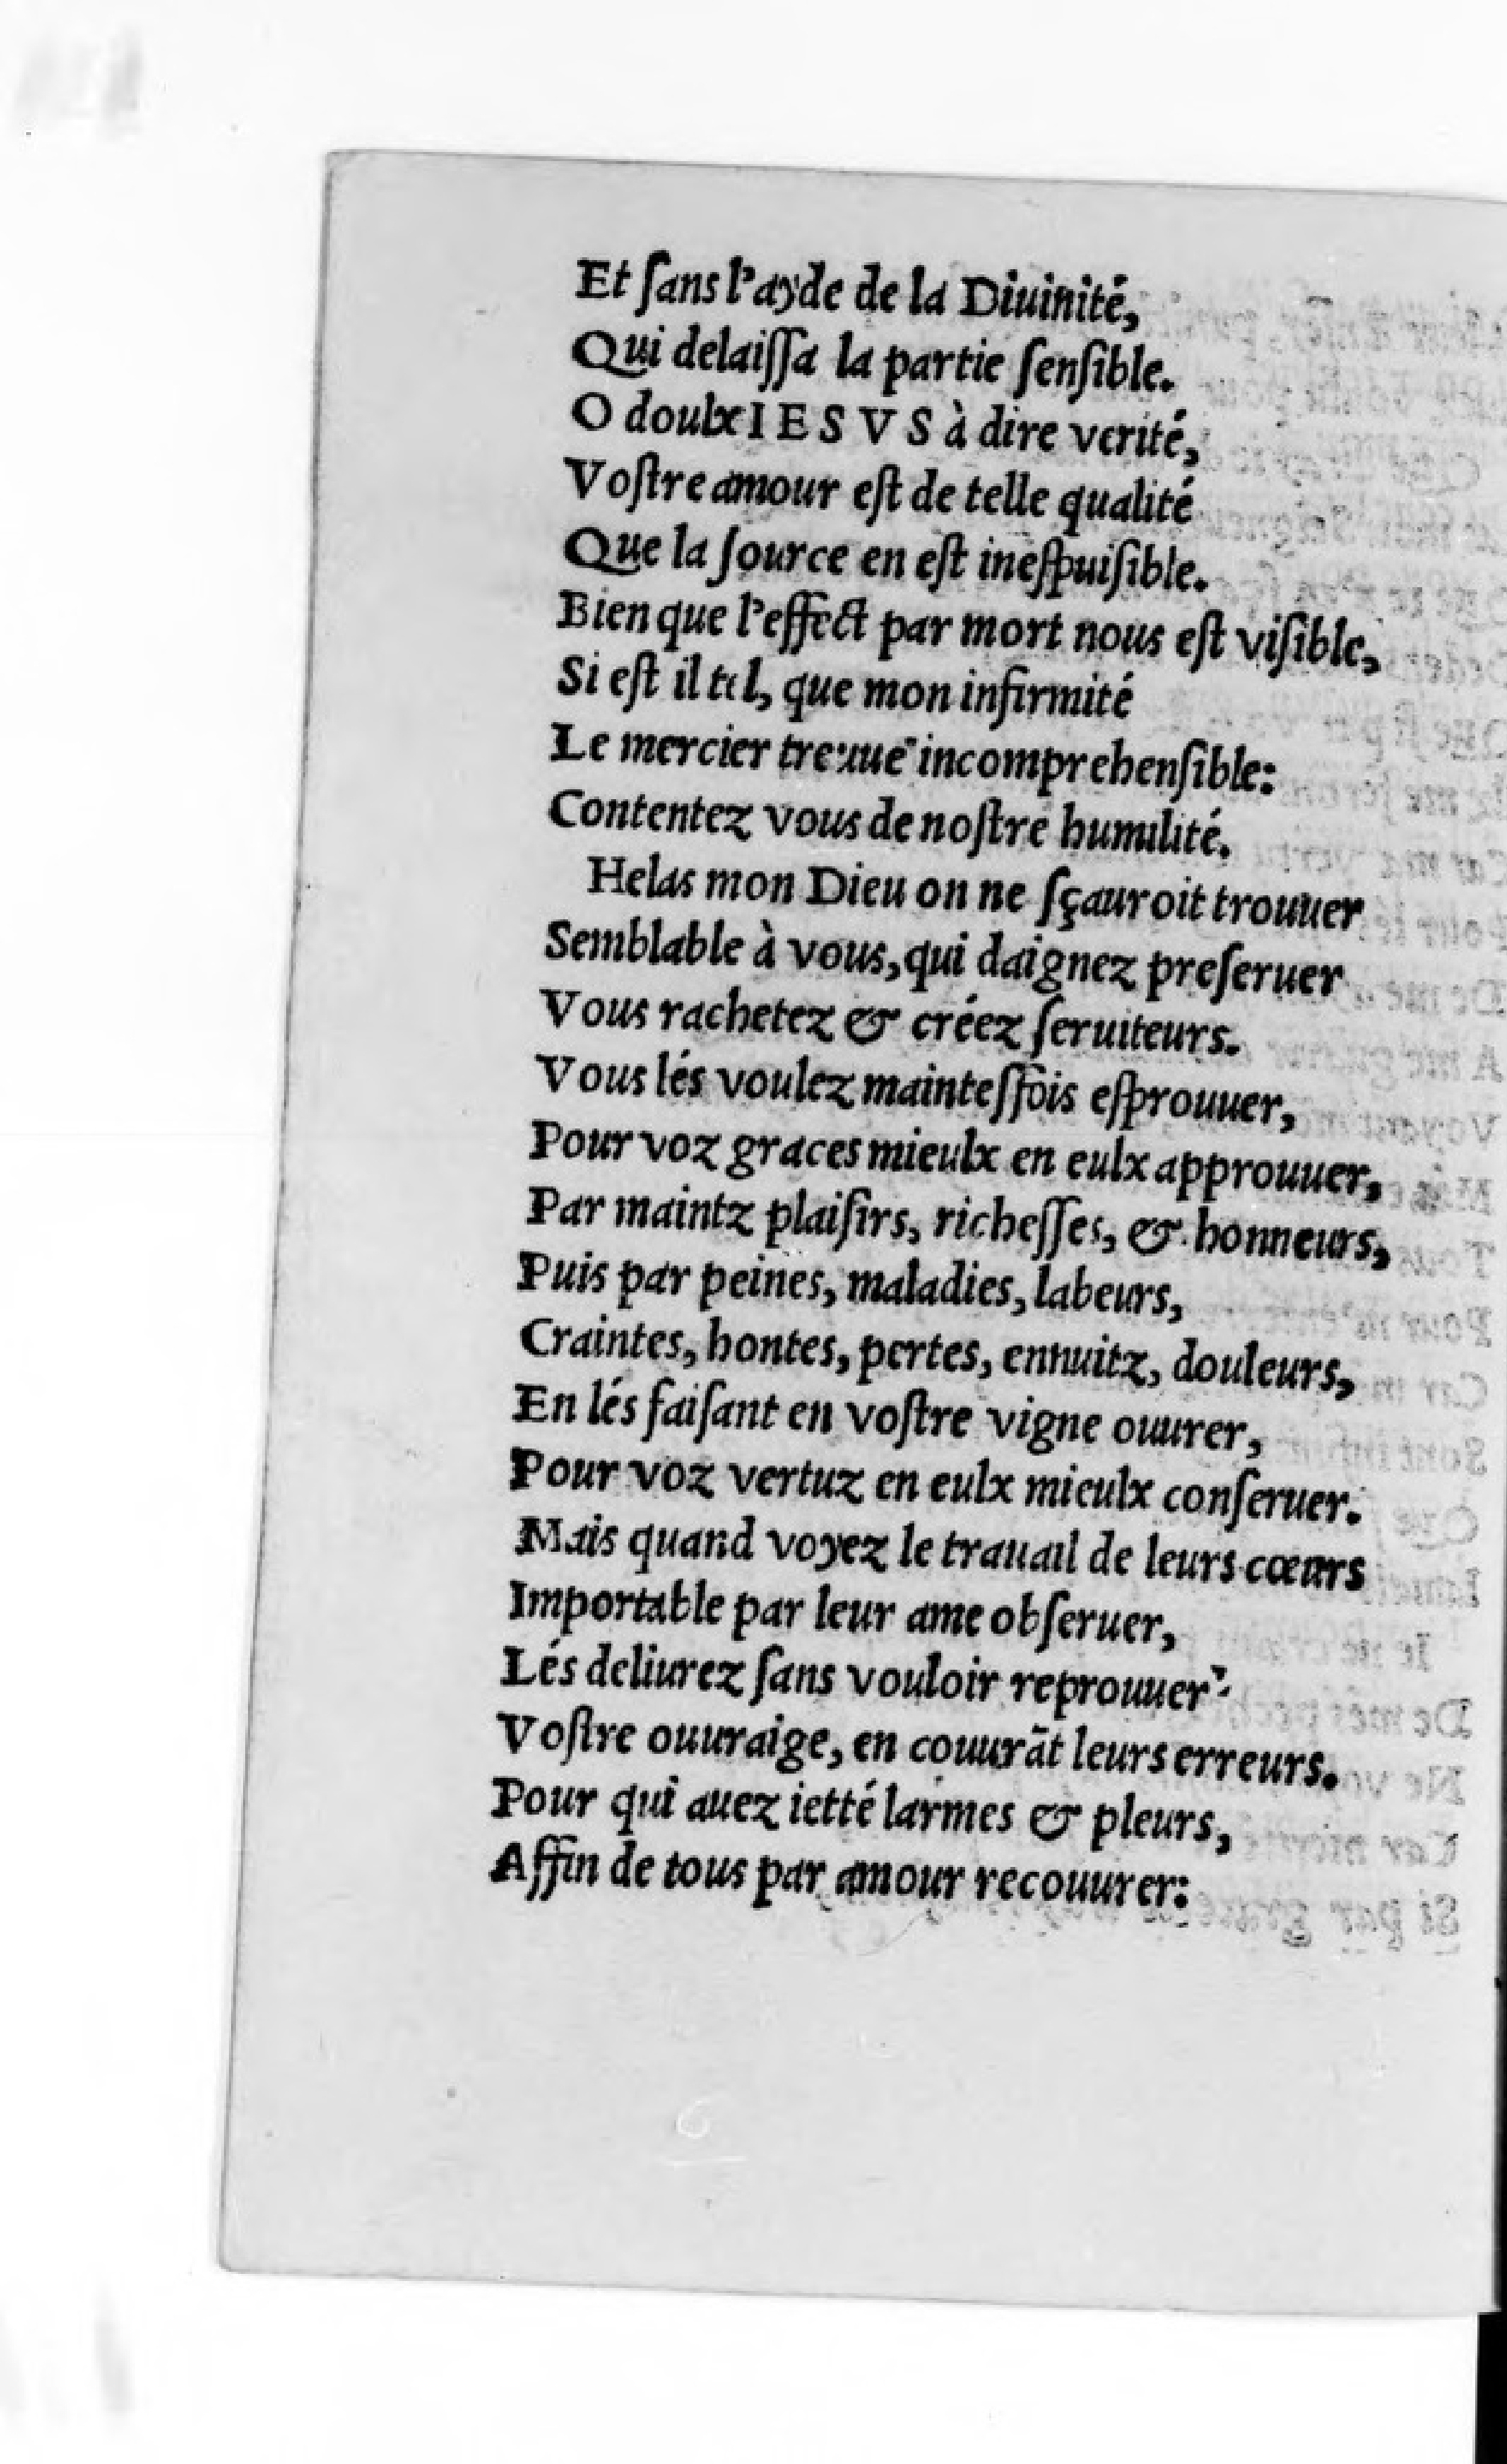 Et ſans l'ayde de la Diuinité,
Qui delaiſſa la partie ſenſible.
O doulx IESVS à dire verité,
Voſtre amour eſt de telle qualité
Que la ſource en eſt ineſpuiſible.
Bien que l'effect par mort nous eſt viſible,
Si eſt il tel, que mon infirmité
Le mercier treuue incomprehenſible:
Contentez vous de noſtre humilité.
Helas mon Dieu on ne ſçauroit trouuer
Semblable à vous, qui daignez preſeruer
Vous rachetez & créez ſeruiteurs.
Vous lés voulez mainteſfois eſprouuer,
Pour voz graces mieulx en eulx approuuer,
Par maintz plaiſirs, richeſſes, & honneurs,
Puis par peines, maladies, labeurs,
Craintes, hontes, pertes, ennuitz, douleurs,
En lés faiſant en voſtre vigne ouurer,
Pour voz vertuz en eulx mieulx conſeruer.
Mais quand voyez le trauail de leurs cœurs
Importable par leur ame obſeruer,
Lés deliurez ſans vouloir reprouuer
Voſtre ouuraige, en couurãt leurs erreurs.
Pour qui auez ietté larmes & pleurs,
Affin de tous par amour recouurer: